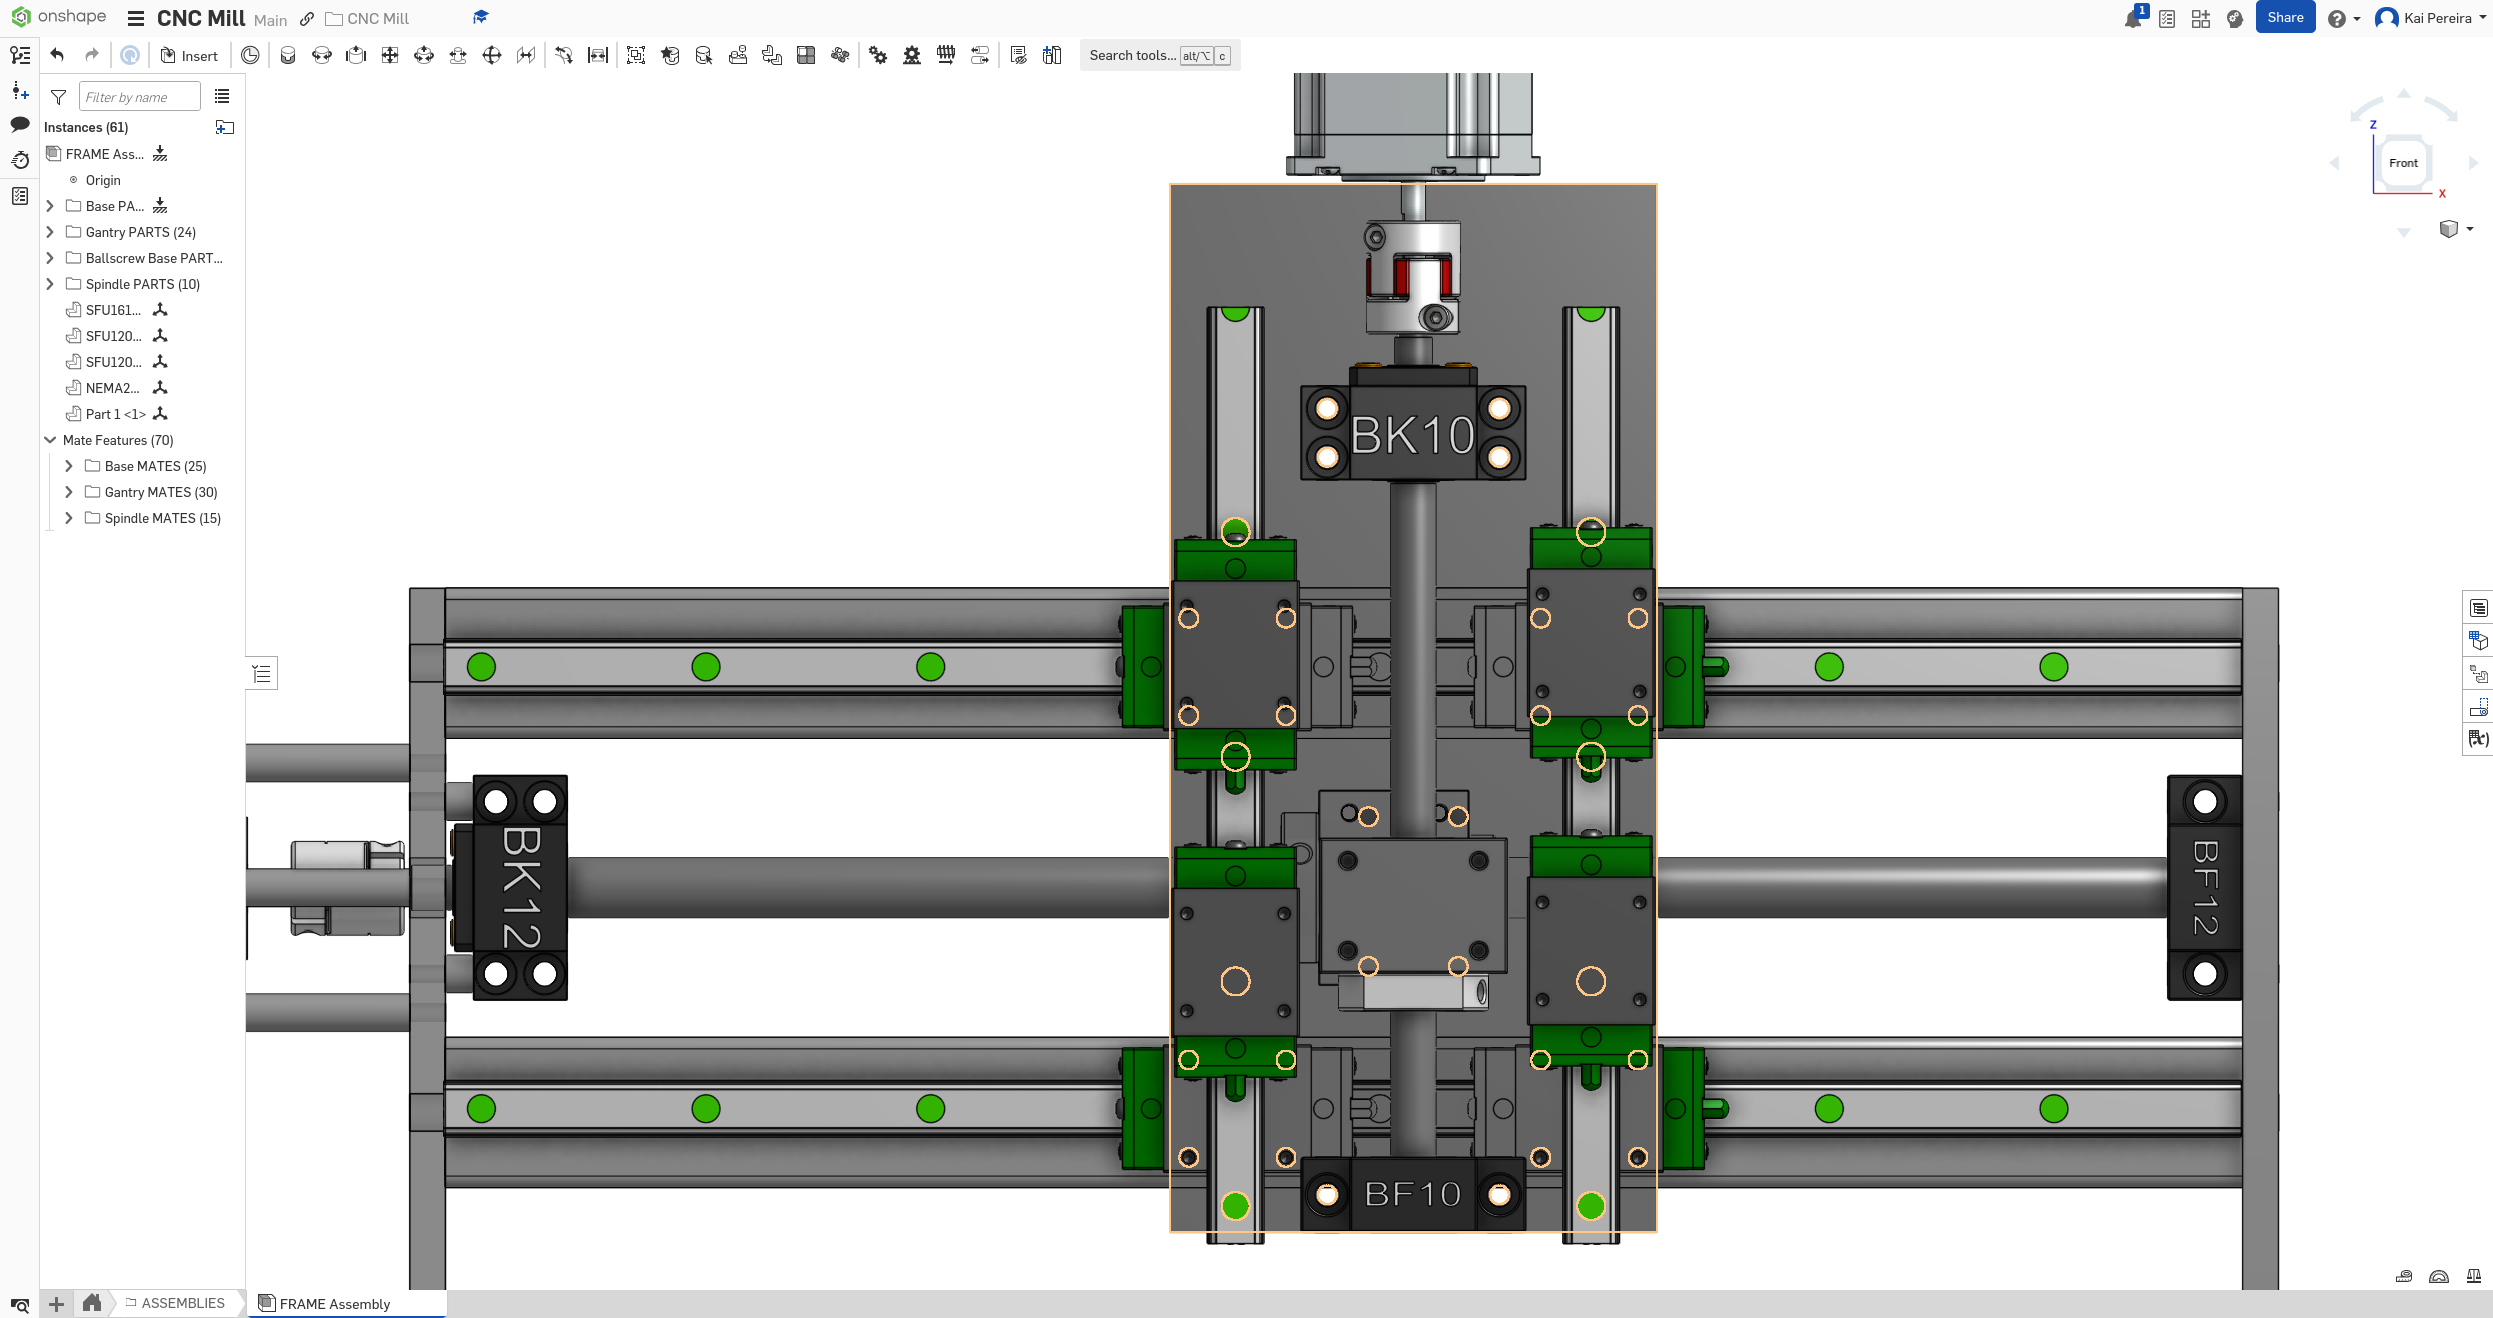 onshape CNC Mill Main CNC Mill 1 Share Kai Pereira
Insert Search tools... alt/⌥ c
Filter by name
Instances (61)
FRAME Ass...
Origin
Base PA...
Gantry PARTS (24)
Ballscrew Base PART...
Spindle PARTS (10)
SFU161...
SFU120...
SFU120...
NEMA2...
Part 1 <1>
Mate Features (70)
Base MATES (25)
Gantry MATES (30)
Spindle MATES (15)
Z
Front
X
BK10
BK12
BF12
BF10
(x)
ASSEMBLIES
FRAME Assembly